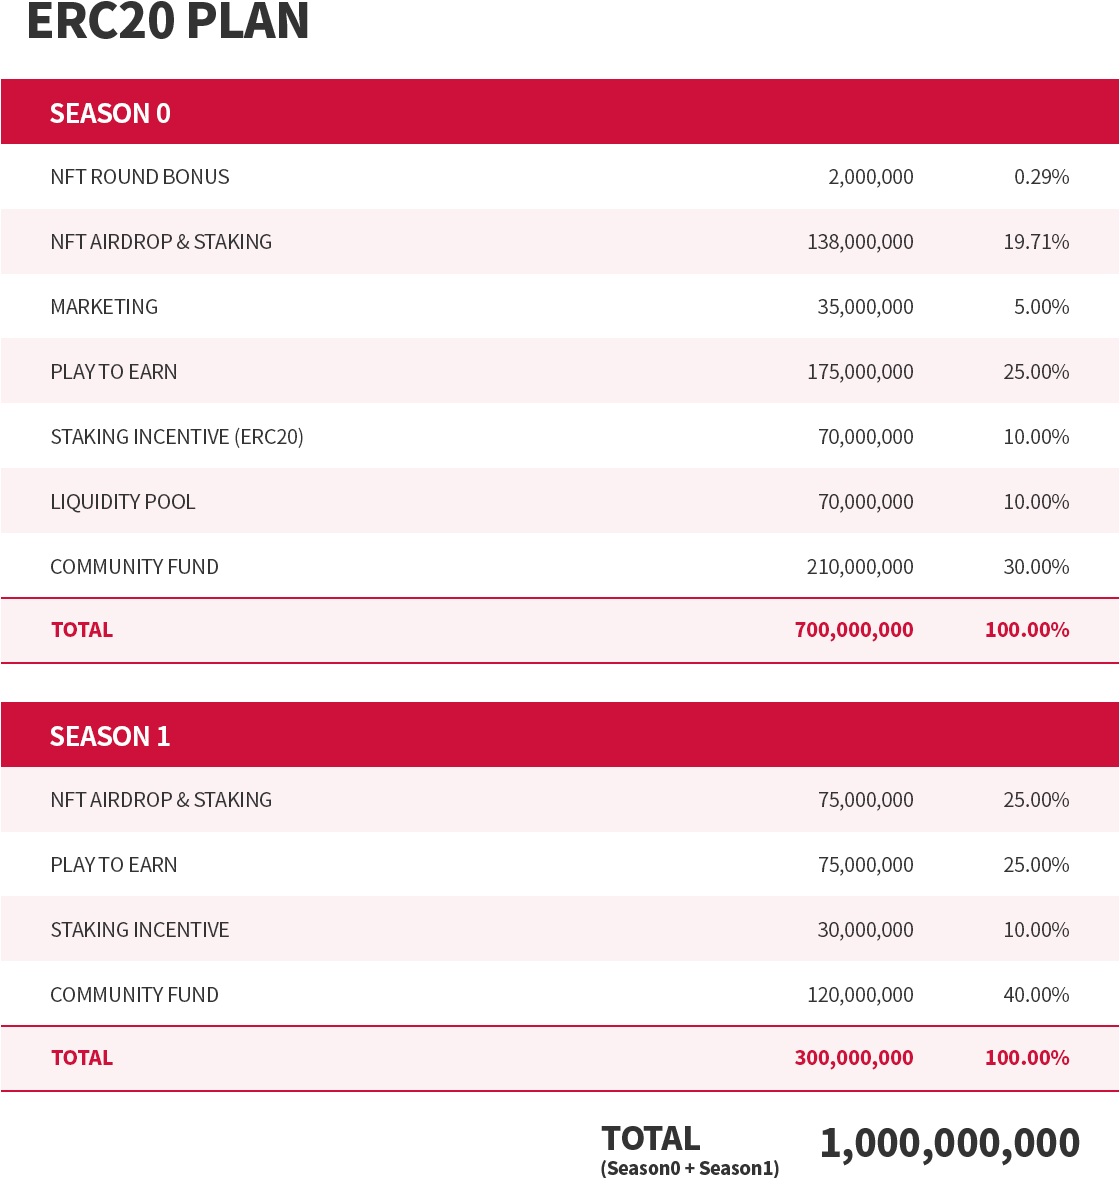 ERC20 PLAN
SEASON 0
NFT ROUND BONUS 2,000,000 0.29%
NFT AIRDROP & STAKING 138,000,000 19.71%
MARKETING 35,000,000 5.00%
PLAY TO EARN 175,000,000 25.00%
STAKING INCENTIVE (ERC20) 70,000,000 10.00%
LIQUIDITY POOL 70,000,000 10.00%
COMMUNITY FUND 210,000,000 30.00%
TOTAL 700,000,000 100.00%
SEASON 1
NFT AIRDROP & STAKING 75,000,000 25.00%
PLAY TO EARN 75,000,000 25.00%
STAKING INCENTIVE 30,000,000 10.00%
COMMUNITY FUND 120,000,000 40.00%
TOTAL 300,000,000 100.00%
TOTAL 1,000,000,000
(Season0 + Season1)